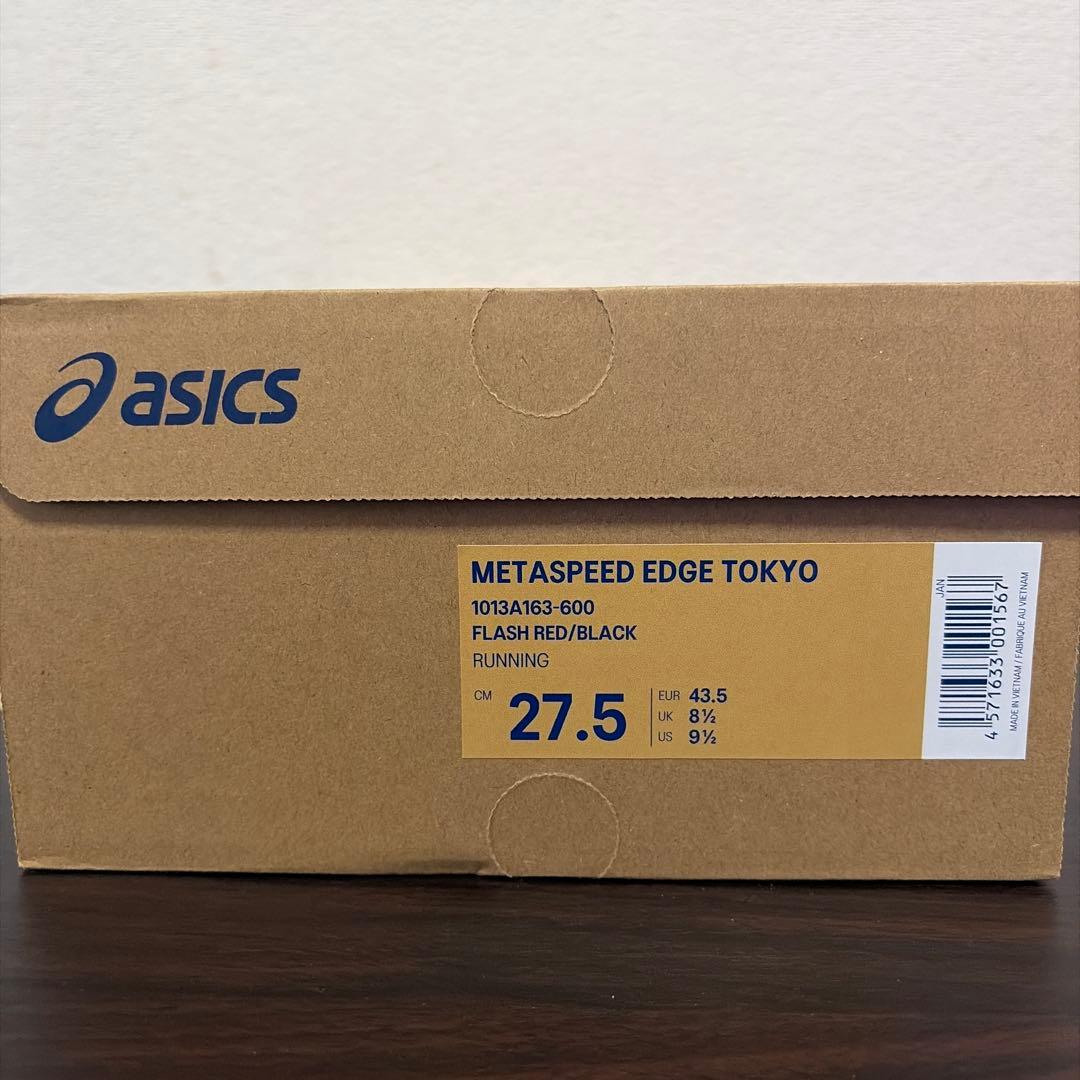 asics
METASPEED EDGE TOKYO
1013A163-600
FLASH RED/BLACK
RUNNING
CM 27.5
EUR 43.5
UK 8½
US 9½
JAN
4 571633 001567
MADE IN VIETNAM / FABRIQUÉ AU VIETNAM